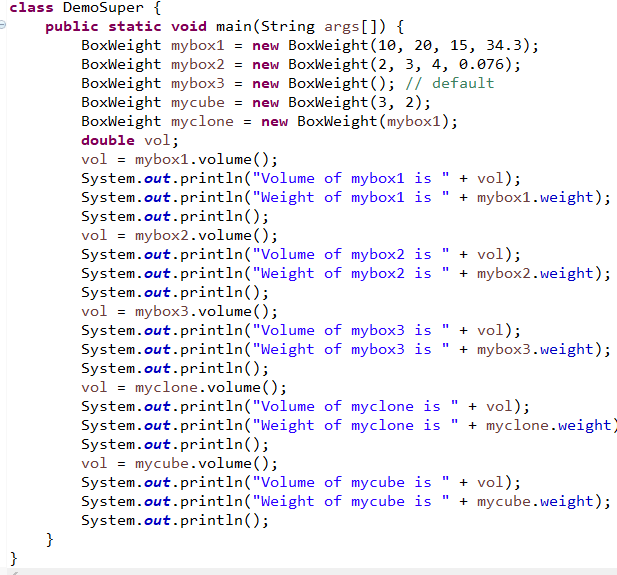 class DemoSuper {
    public static void main(String args[]) {
        BoxWeight mybox1 = new BoxWeight(10, 20, 15, 34.3);
        BoxWeight mybox2 = new BoxWeight(2, 3, 4, 0.076);
        BoxWeight mybox3 = new BoxWeight(); // default
        BoxWeight mycube = new BoxWeight(3, 2);
        BoxWeight myclone = new BoxWeight(mybox1);
        double vol;
        vol = mybox1.volume();
        System.out.println("Volume of mybox1 is " + vol);
        System.out.println("Weight of mybox1 is " + mybox1.weight);
        System.out.println();
        vol = mybox2.volume();
        System.out.println("Volume of mybox2 is " + vol);
        System.out.println("Weight of mybox2 is " + mybox2.weight);
        System.out.println();
        vol = mybox3.volume();
        System.out.println("Volume of mybox3 is " + vol);
        System.out.println("Weight of mybox3 is " + mybox3.weight);
        System.out.println();
        vol = myclone.volume();
        System.out.println("Volume of myclone is " + vol);
        System.out.println("Weight of myclone is " + myclone.weight)
        System.out.println();
        vol = mycube.volume();
        System.out.println("Volume of mycube is " + vol);
        System.out.println("Weight of mycube is " + mycube.weight);
        System.out.println();
    }
}